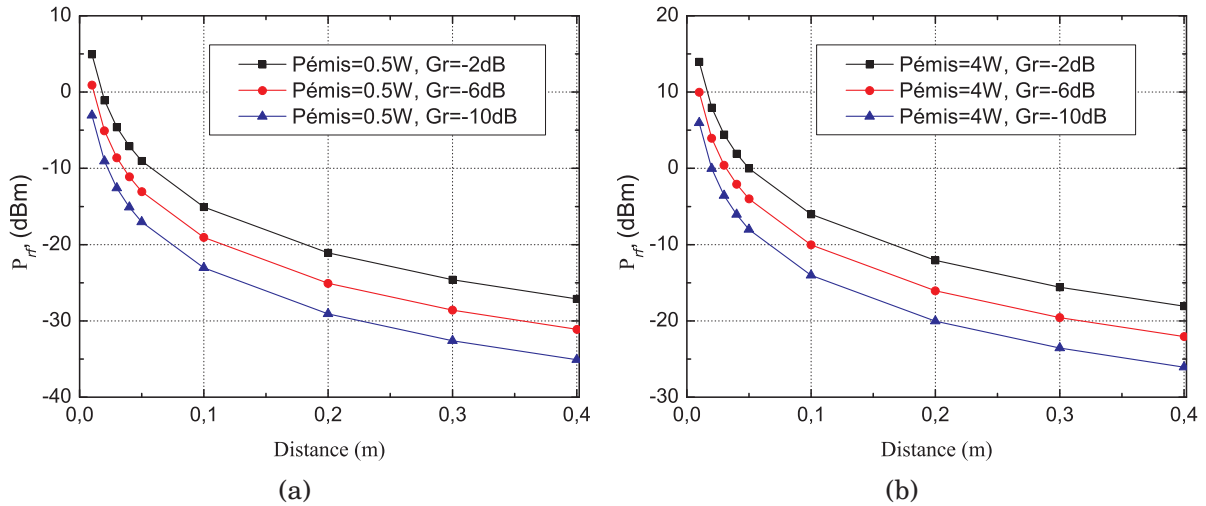 10
0
-10
-20
-30
-40
P_rf, (dBm)
Pémis=0.5W, Gr=-2dB
Pémis=0.5W, Gr=-6dB
Pémis=0.5W, Gr=-10dB
0,0 0,1 0,2 0,3 0,4
Distance (m)
(a)
20
10
0
-10
-20
-30
P_rf, (dBm)
Pémis=4W, Gr=-2dB
Pémis=4W, Gr=-6dB
Pémis=4W, Gr=-10dB
0,0 0,1 0,2 0,3 0,4
Distance (m)
(b)